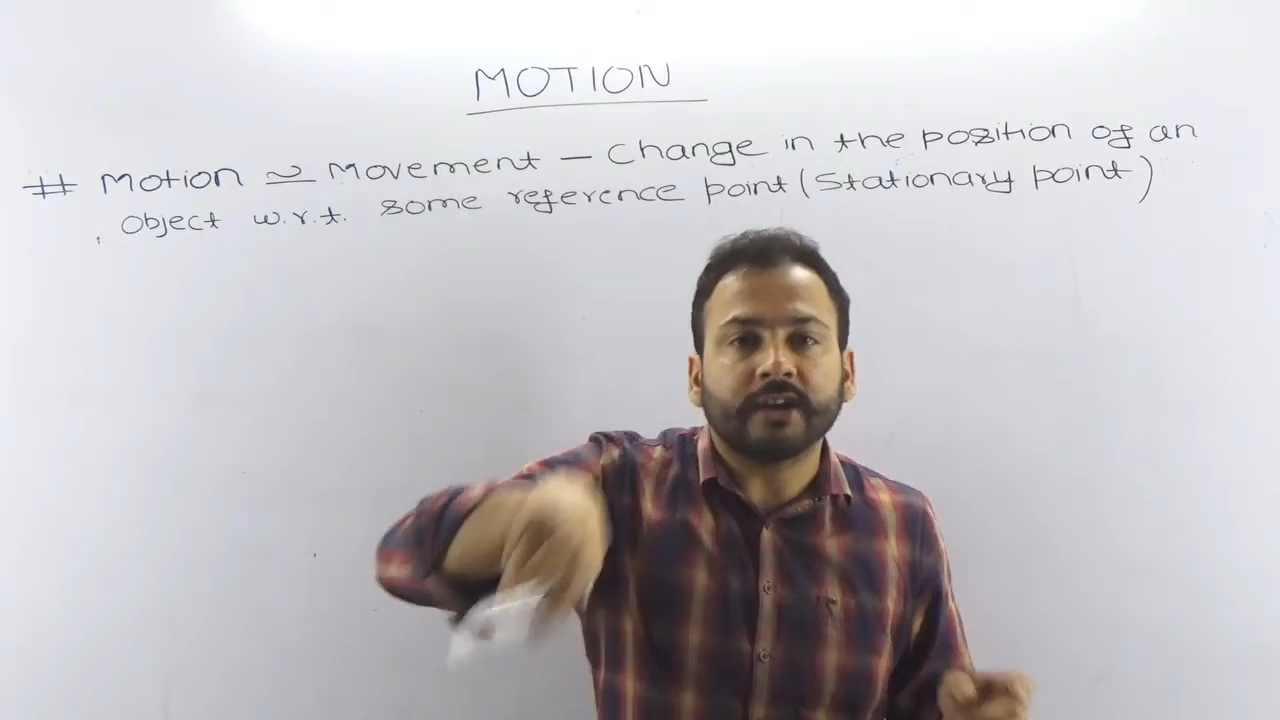 MOTION
# Motion ≃ Movement – Change in the position of an
object w.r.t. some reference point (Stationary point)